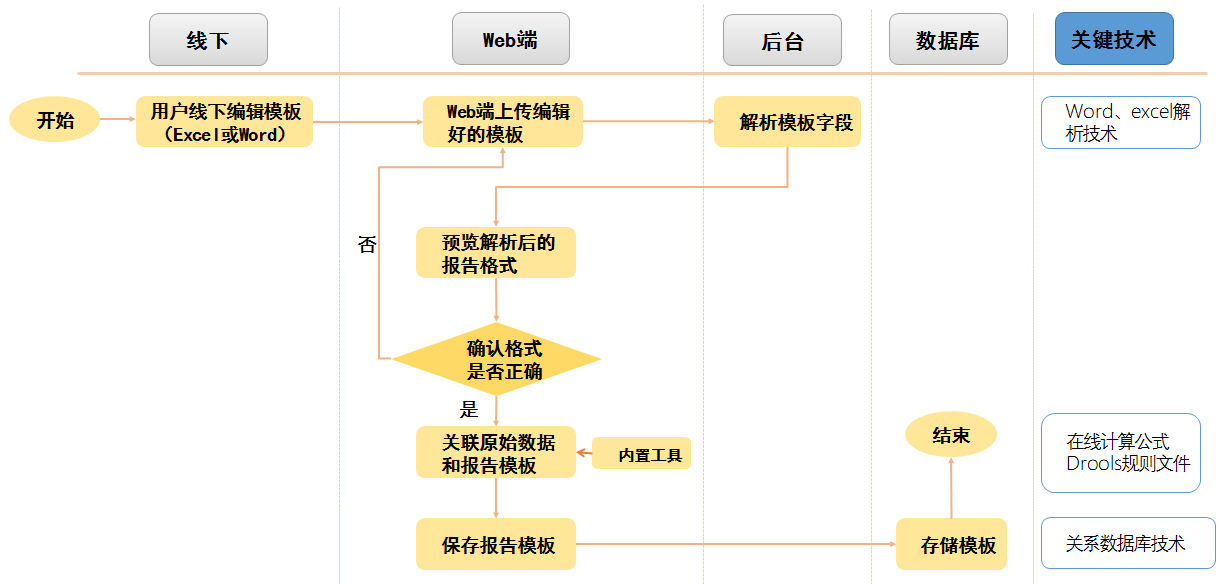 线下
Web端
后台
数据库
关键技术
开始
用户线下编辑模板
（Excel或Word）
Web端上传编辑
好的模板
解析模板字段
Word、excel解
析技术
否
预览解析后的
报告格式
确认格式
是否正确
是
关联原始数据
和报告模板
内置工具
结束
在线计算公式
Drools规则文件
保存报告模板
存储模板
关系数据库技术